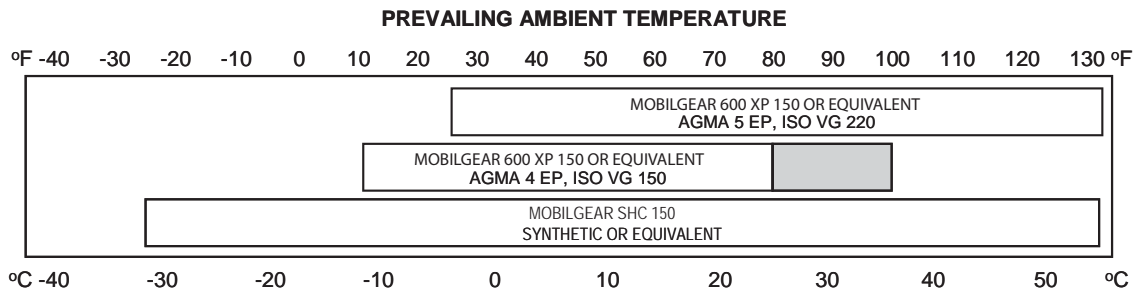 PREVAILING AMBIENT TEMPERATURE
ºF -40 -30 -20 -10 0 10 20 30 40 50 60 70 80 90 100 110 120 130 ºF
MOBILGEAR 600 XP 150 OR EQUIVALENT
AGMA 5 EP, ISO VG 220
MOBILGEAR 600 XP 150 OR EQUIVALENT
AGMA 4 EP, ISO VG 150
MOBILGEAR SHC 150
SYNTHETIC OR EQUIVALENT
ºC -40 -30 -20 -10 0 10 20 30 40 50 ºC